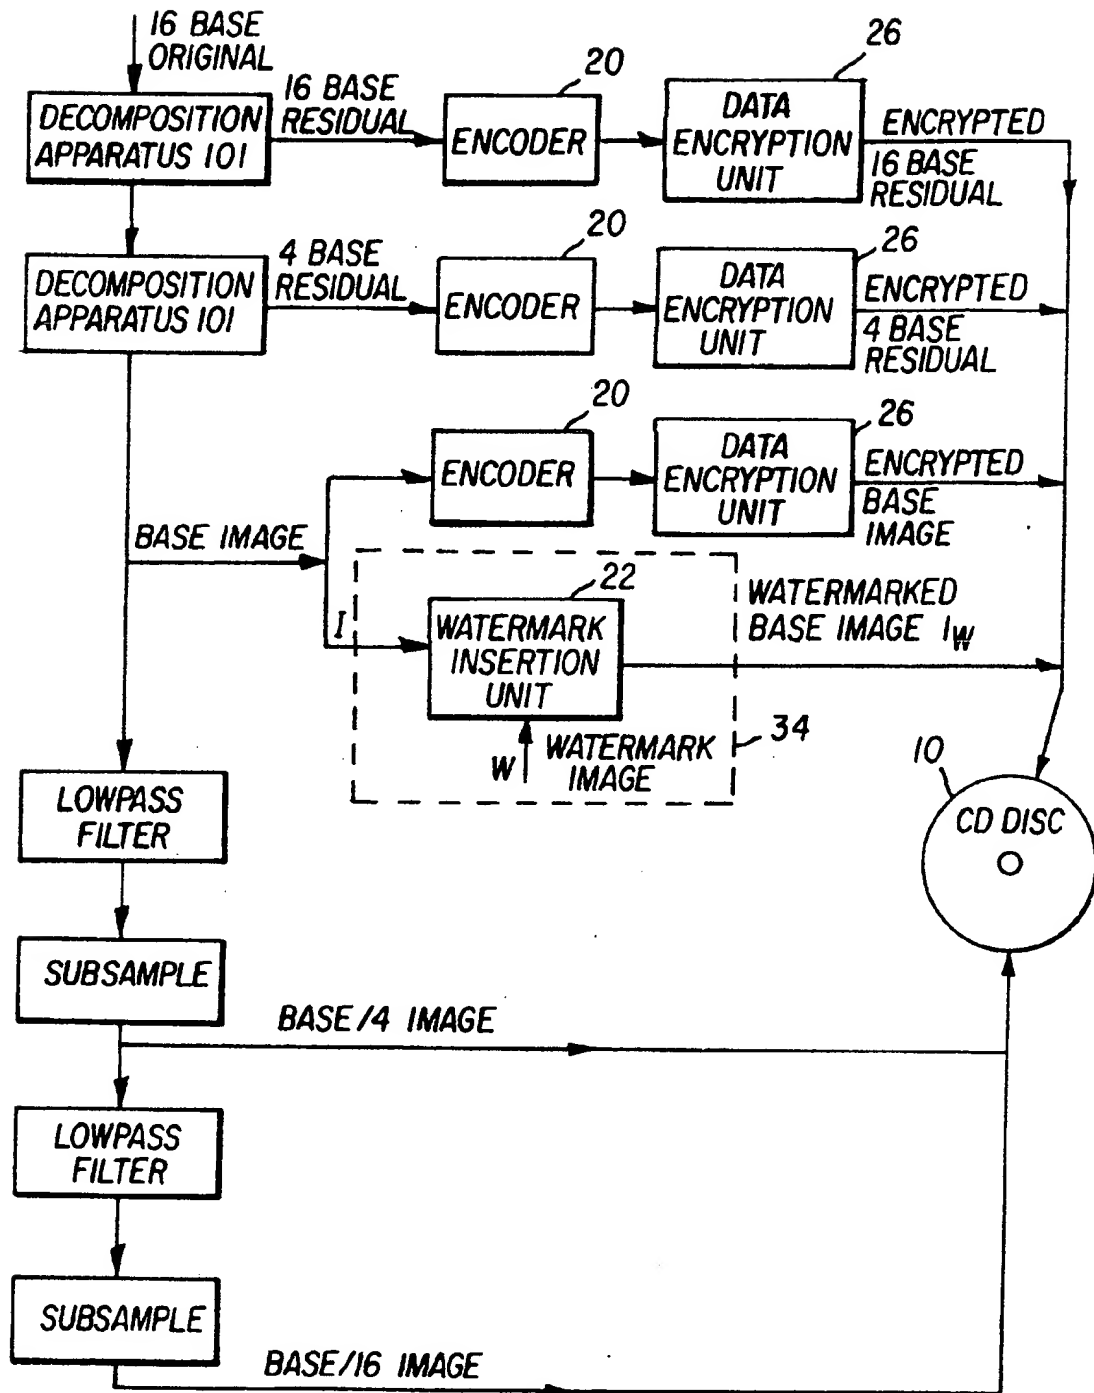 16 BASE
ORIGINAL
DECOMPOSITION
APPARATUS 101
16 BASE
RESIDUAL
20
ENCODER
26
DATA
ENCRYPTION
UNIT
ENCRYPTED
16 BASE
RESIDUAL
DECOMPOSITION
APPARATUS 101
4 BASE
RESIDUAL
20
ENCODER
26
DATA
ENCRYPTION
UNIT
ENCRYPTED
4 BASE
RESIDUAL
20
ENCODER
26
DATA
ENCRYPTION
UNIT
ENCRYPTED
BASE
IMAGE
BASE IMAGE
I
22
WATERMARK
INSERTION
UNIT
WATERMARKED
BASE IMAGE IW
W
WATERMARK
IMAGE
34
10
CD DISC
LOWPASS
FILTER
SUBSAMPLE
BASE/4 IMAGE
LOWPASS
FILTER
SUBSAMPLE
BASE/16 IMAGE